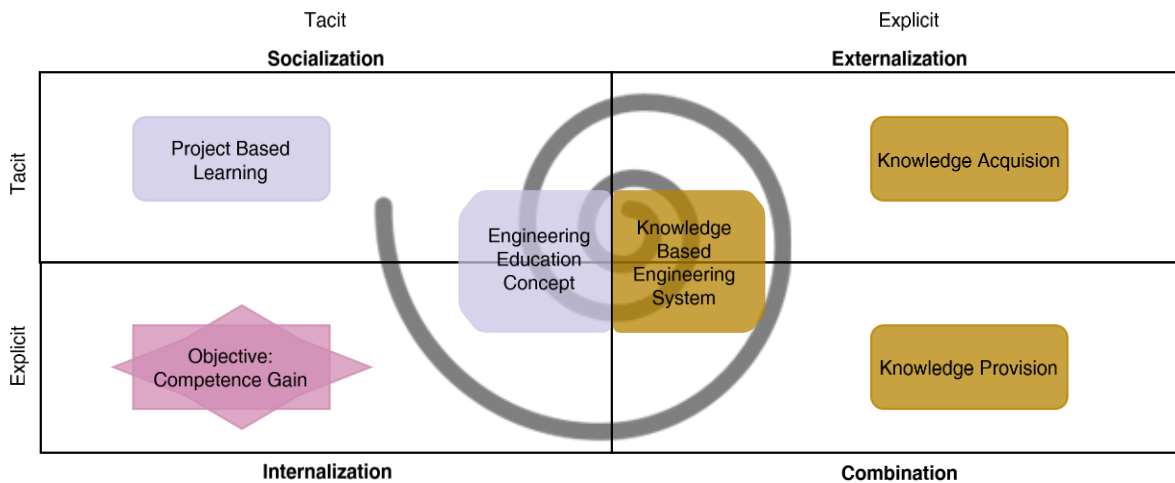 Tacit
Explicit
Socialization
Externalization
Tacit
Project Based
Learning
Knowledge Acquision
Engineering
Education
Concept
Knowledge
Based
Engineering
System
Explicit
Objective:
Competence Gain
Knowledge Provision
Internalization
Combination